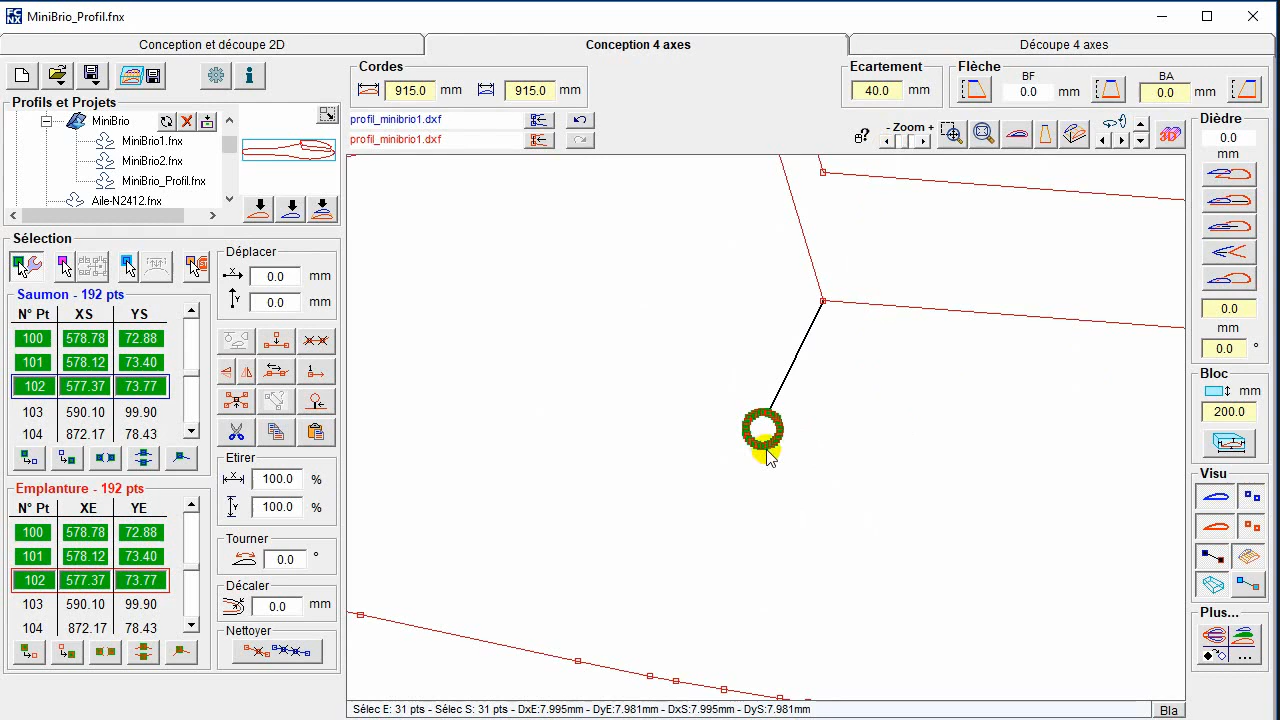 MiniBrio_Profil.fnx
Conception et découpe 2D
Conception 4 axes
Découpe 4 axes
Profils et Projets
MiniBrio
MiniBrio1.fnx
MiniBrio2.fnx
MiniBrio_Profil.fnx
Aile-N2412.fnx
Cordes
915.0 mm
915.0 mm
profil_minibrio1.dxf
profil_minibrio1.dxf
Ecartement
40.0 mm
Flèche
BF
0.0 mm
BA
0.0 mm
- Zoom +
3D
Sélection
Saumon - 192 pts
N° Pt XS YS
100 578.78 72.88
101 578.12 73.40
102 577.37 73.77
103 590.10 99.90
104 872.17 78.43
Emplanture - 192 pts
N° Pt XE YE
100 578.78 72.88
101 578.12 73.40
102 577.37 73.77
103 590.10 99.90
104 872.17 78.43
Déplacer
X 0.0 mm
Y 0.0 mm
Etirer
100.0 %
100.0 %
Tourner
0.0 °
Décaler
0.0 mm
Nettoyer
Dièdre
0.0
mm
0.0
mm
0.0 °
Bloc
mm
200.0
Visu
Plus...
...
Sélec E: 31 pts - Sélec S: 31 pts - DxE:7.995mm - DyE:7.981mm - DxS:7.995mm - DyS:7.981mm
Bla